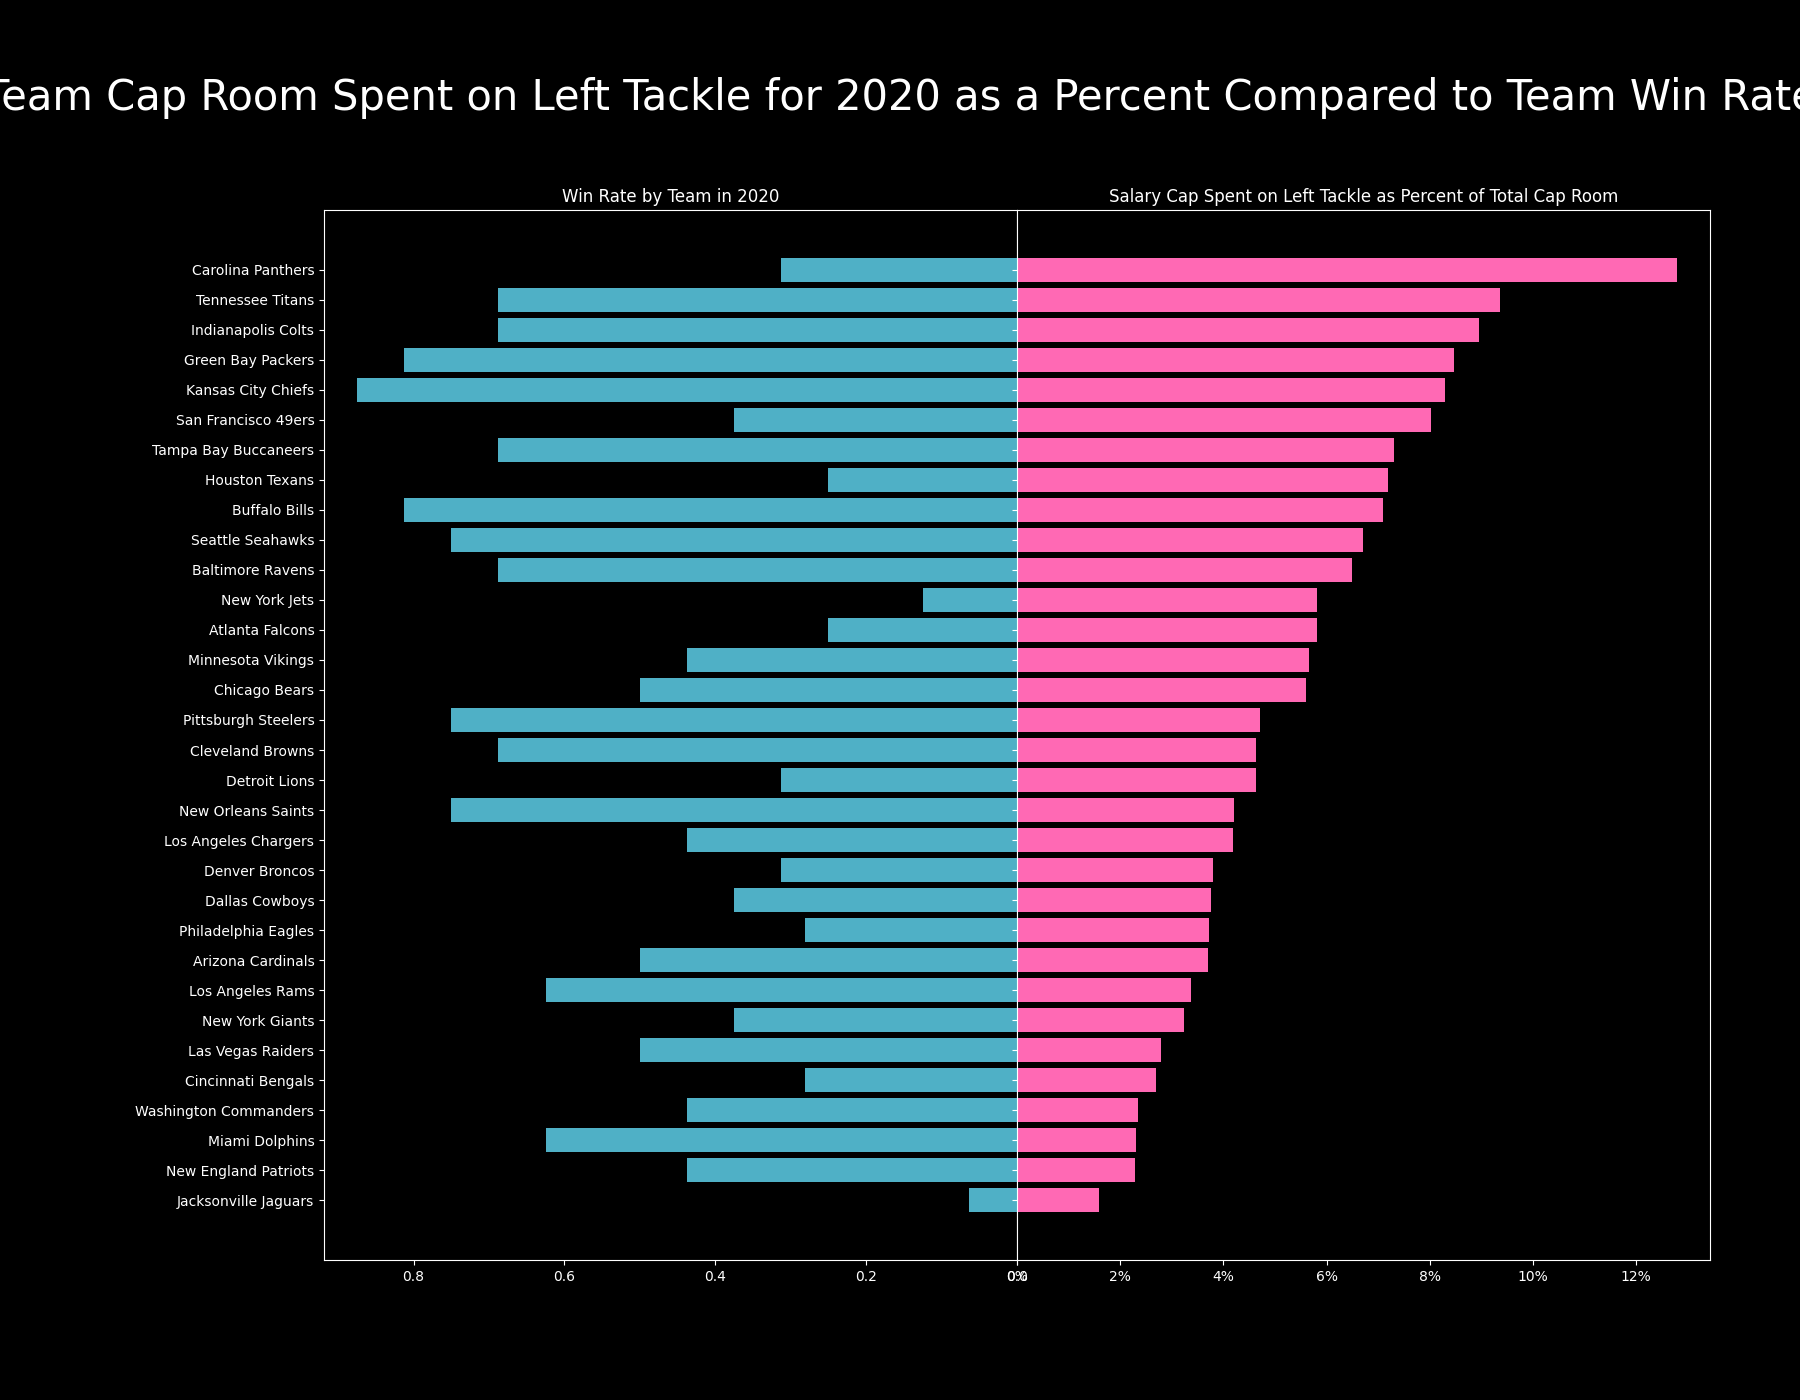 Team Cap Room Spent on Left Tackle for 2020 as a Percent Compared to Team Win Rate
Win Rate by Team in 2020
Salary Cap Spent on Left Tackle as Percent of Total Cap Room
Carolina Panthers
Tennessee Titans
Indianapolis Colts
Green Bay Packers
Kansas City Chiefs
San Francisco 49ers
Tampa Bay Buccaneers
Houston Texans
Buffalo Bills
Seattle Seahawks
Baltimore Ravens
New York Jets
Atlanta Falcons
Minnesota Vikings
Chicago Bears
Pittsburgh Steelers
Cleveland Browns
Detroit Lions
New Orleans Saints
Los Angeles Chargers
Denver Broncos
Dallas Cowboys
Philadelphia Eagles
Arizona Cardinals
Los Angeles Rams
New York Giants
Las Vegas Raiders
Cincinnati Bengals
Washington Commanders
Miami Dolphins
New England Patriots
Jacksonville Jaguars
0.8 0.6 0.4 0.2 0.0
0% 2% 4% 6% 8% 10% 12%